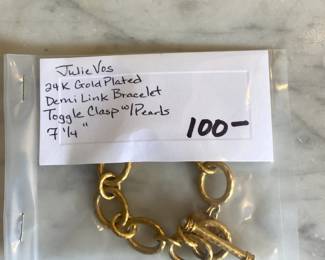 Julie Vos
24K Gold Plated
Demi Link Bracelet
Toggle Clasp w/Pearls
7 1/4"
100-